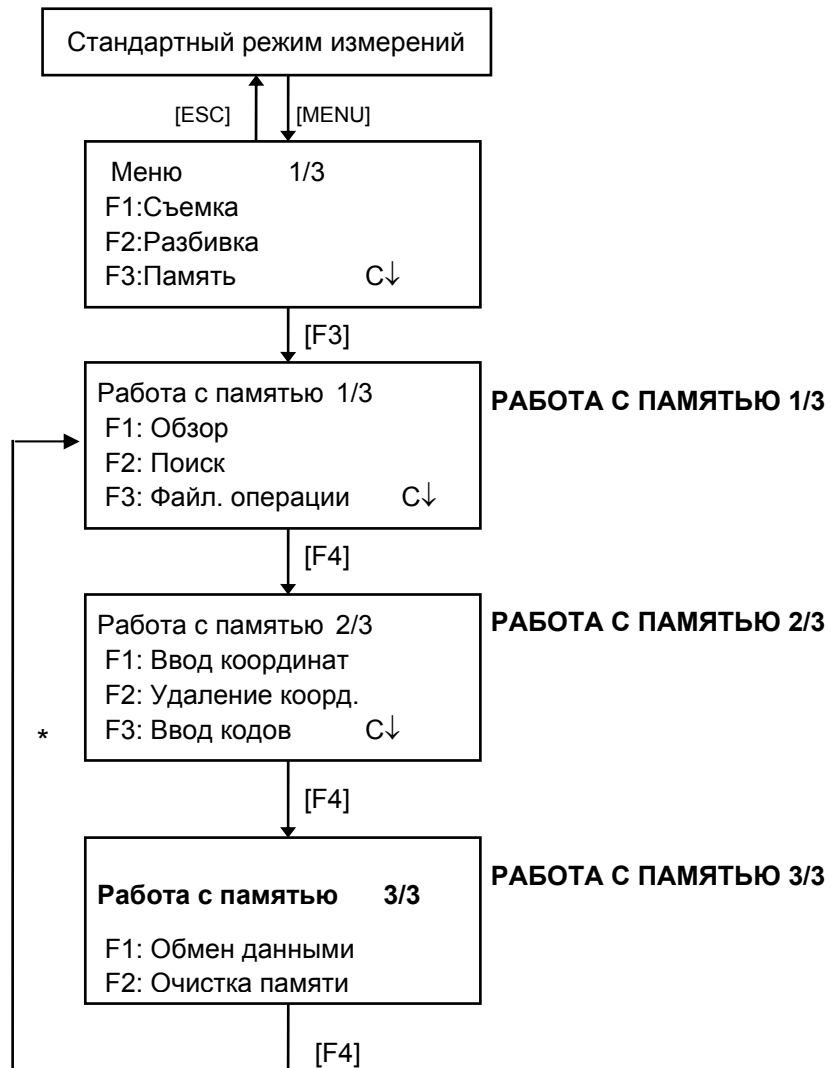 Стандартный режим измерений
[ESC] [MENU]
Меню 1/3
F1:Съемка
F2:Разбивка
F3:Память С↓
[F3]
Работа с памятью 1/3 РАБОТА С ПАМЯТЬЮ 1/3
F1: Обзор
F2: Поиск
F3: Файл. операции С↓
[F4]
Работа с памятью 2/3 РАБОТА С ПАМЯТЬЮ 2/3
F1: Ввод координат
F2: Удаление коорд.
F3: Ввод кодов С↓
*
[F4]
Работа с памятью 3/3 РАБОТА С ПАМЯТЬЮ 3/3
F1: Обмен данными
F2: Очистка памяти
[F4]